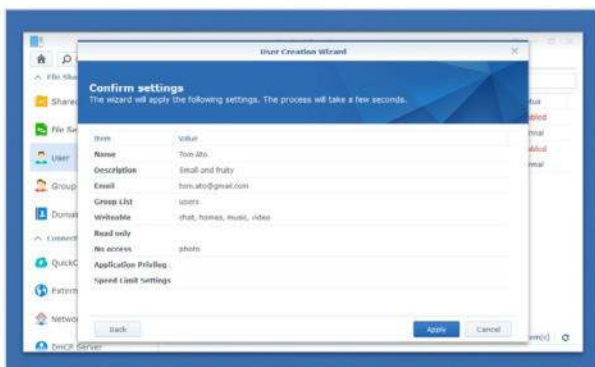 User Creation Wizard
Confirm settings
The wizard will apply the following settings. The process will take a few seconds.
Item Value
Name Tom Ato
Description Small and fruity
Email tom.ato@gmail.com
Group List users
Writeable chat, homes, music, video
Read only
No access photo
Application Privileg
Speed Limit Settings
Back Apply Cancel
File Sha
Shared
File Se
User
Group
Domai
Connect
QuickC
Extern
Netwo
DHCP Server